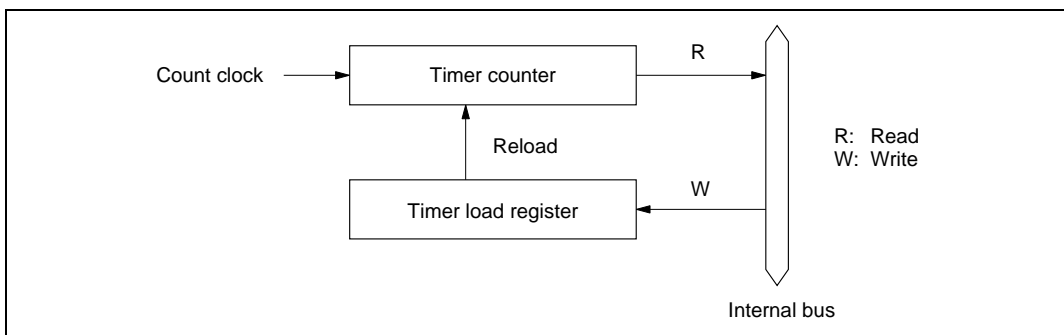 R
Count clock
Timer counter
Reload
R: Read
W: Write
W
Timer load register
Internal bus